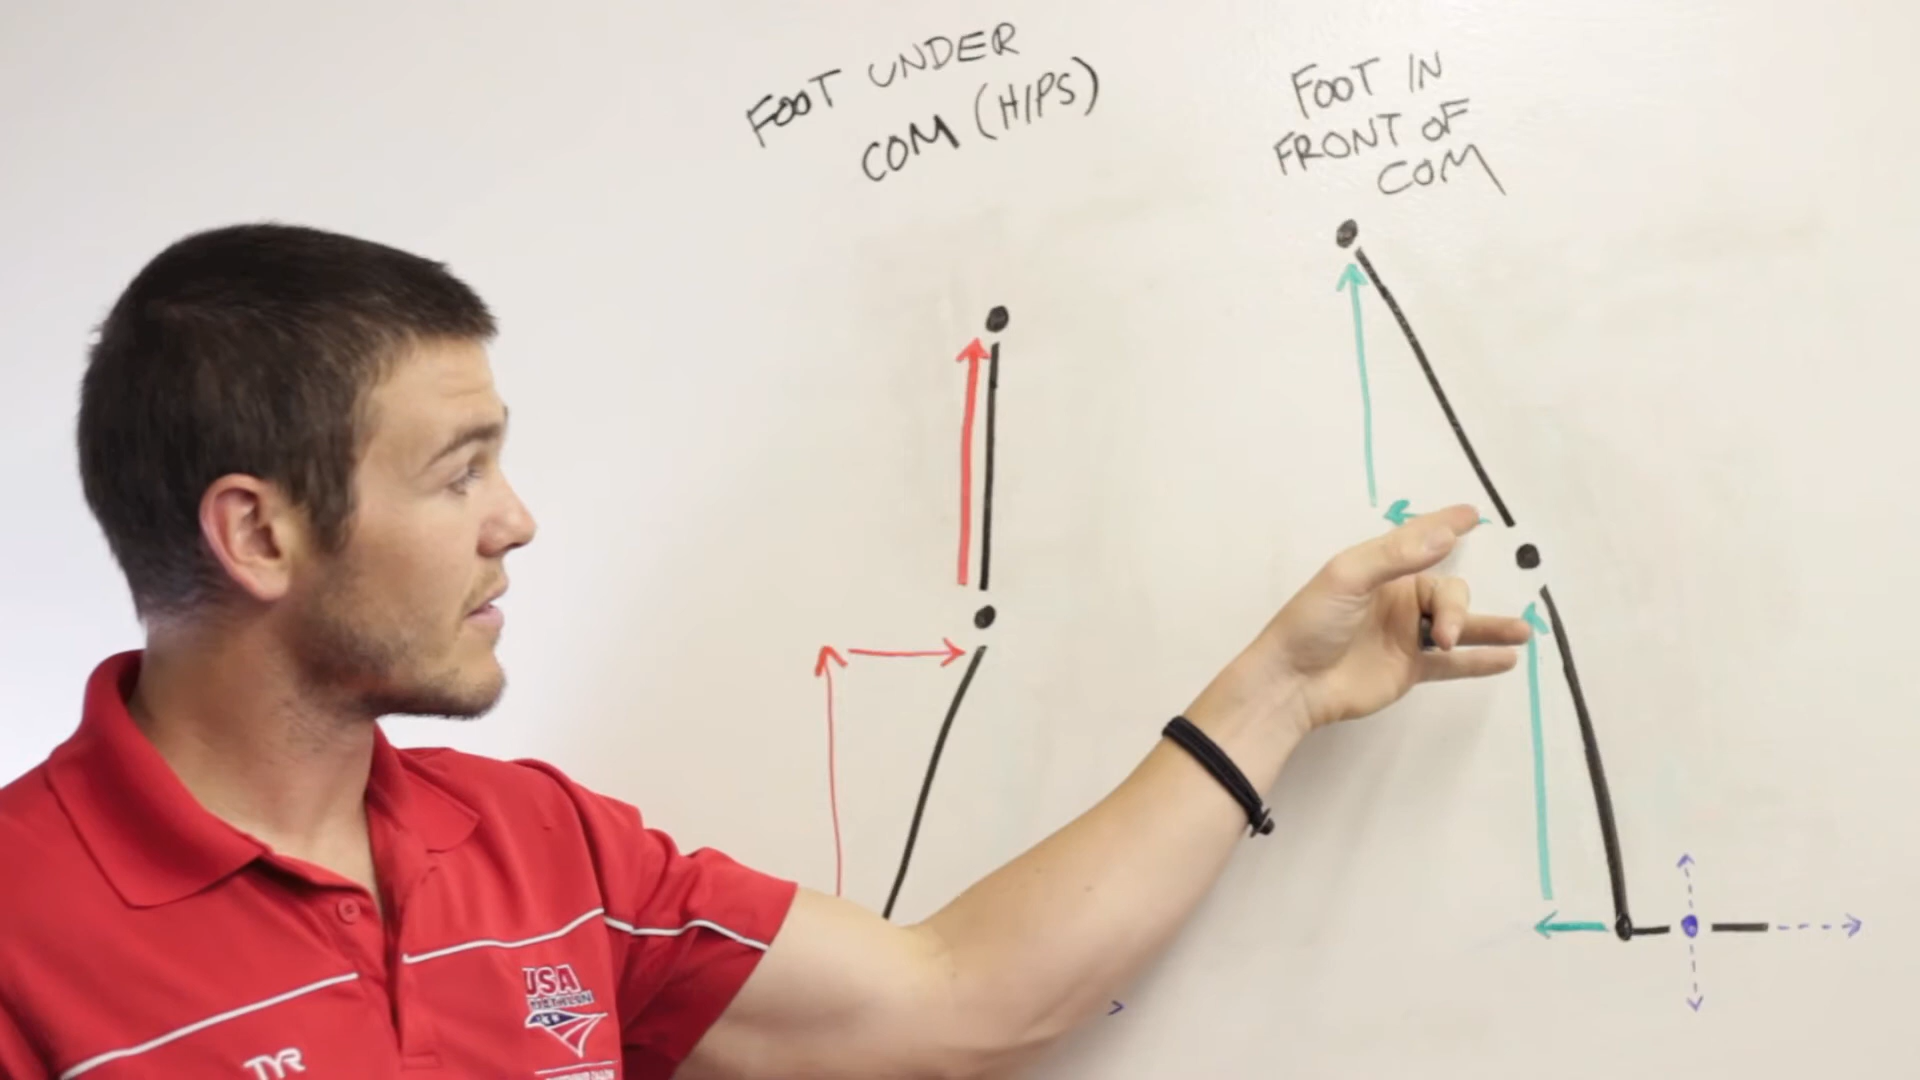 FOOT UNDER
COM (HIPS)
FOOT IN
FRONT OF
COM
USA
TYR